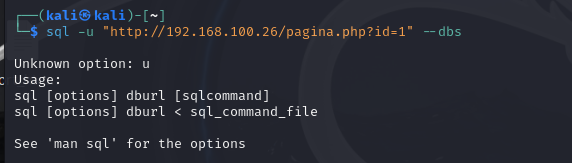 ┌──(kali㉿kali)-[~]
└─$ sql -u "http://192.168.100.26/pagina.php?id=1" --dbs
Unknown option: u
Usage:
sql [options] dburl [sqlcommand]
sql [options] dburl < sql_command_file
See 'man sql' for the options